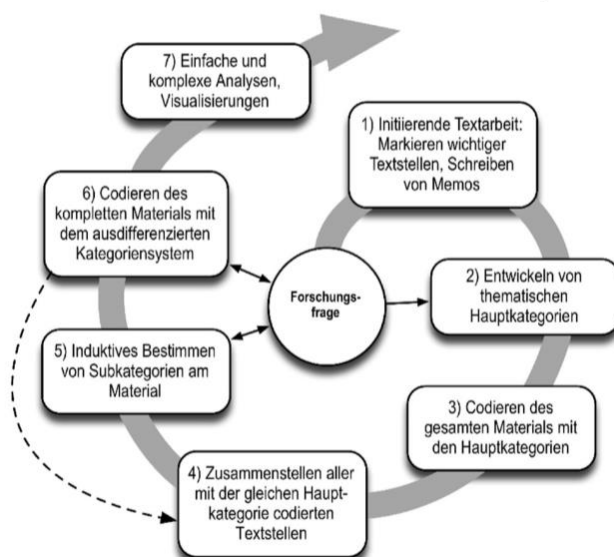 1) Initiierende Textarbeit:
Markieren wichtiger
Textstellen, Schreiben
von Memos
2) Entwickeln von
thematischen
Hauptkategorien
3) Codieren des
gesamten Materials mit
den Hauptkategorien
4) Zusammenstellen aller
mit der gleichen Haupt-
kategorie codierten
Textstellen
5) Induktives Bestimmen
von Subkategorien am
Material
6) Codieren des
kompletten Materials mit
dem ausdifferenzierten
Kategoriensystem
7) Einfache und
komplexe Analysen,
Visualisierungen
Forschungs-
frage